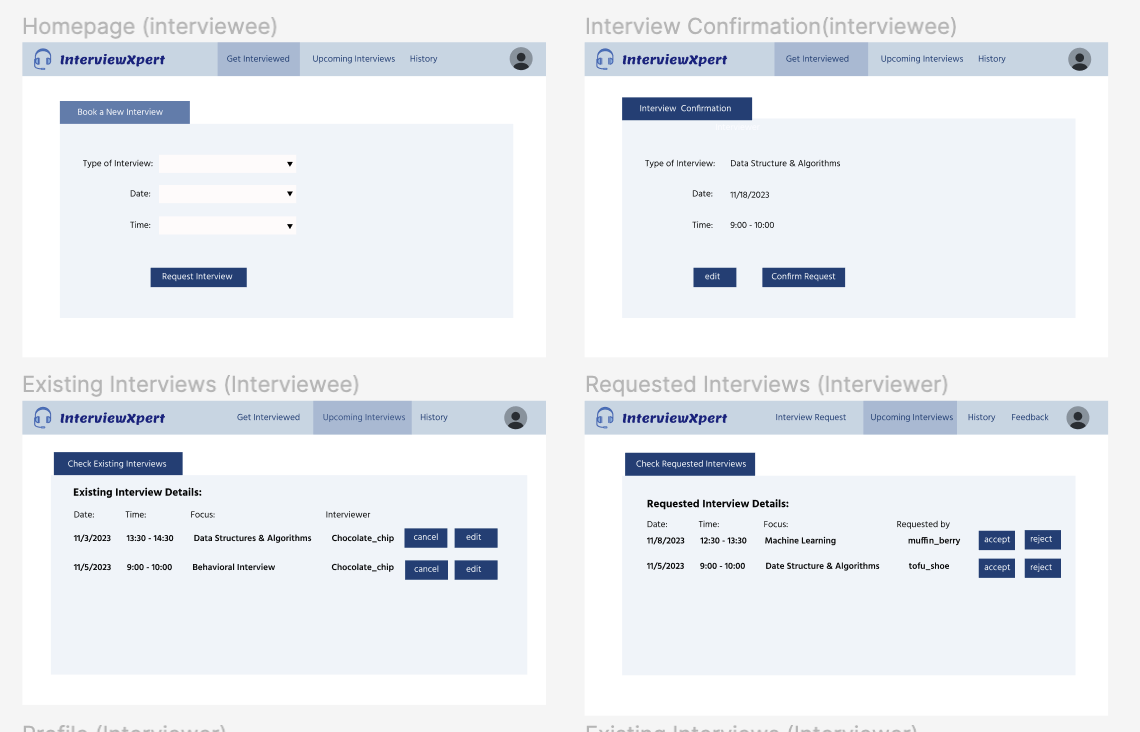 Homepage (interviewee)
InterviewXpert
Get Interviewed
Upcoming Interviews
History
Book a New Interview
Type of Interview:
Date:
Time:
Request Interview
Interview Confirmation(interviewee)
InterviewXpert
Get Interviewed
Upcoming Interviews
History
Interview Confirmation
Type of Interview: Data Structure & Algorithms
Date: 11/18/2023
Time: 9:00 - 10:00
edit
Confirm Request
Existing Interviews (Interviewee)
InterviewXpert
Get Interviewed
Upcoming Interviews
History
Check Existing Interviews
Existing Interview Details:
Date: Time: Focus: Interviewer
11/3/2023 13:30 - 14:30 Data Structures & Algorithms Chocolate_chip cancel edit
11/5/2023 9:00 - 10:00 Behavioral Interview Chocolate_chip cancel edit
Requested Interviews (Interviewer)
InterviewXpert
Interview Request
Upcoming Interviews
History
Feedback
Check Requested Interviews
Requested Interview Details:
Date: Time: Focus: Requested by
11/8/2023 12:30 - 13:30 Machine Learning muffin_berry accept reject
11/5/2023 9:00 - 10:00 Date Structure & Algorithms tofu_shoe accept reject
Profile (Interviewer)
Existing Interviews (Interviewer)